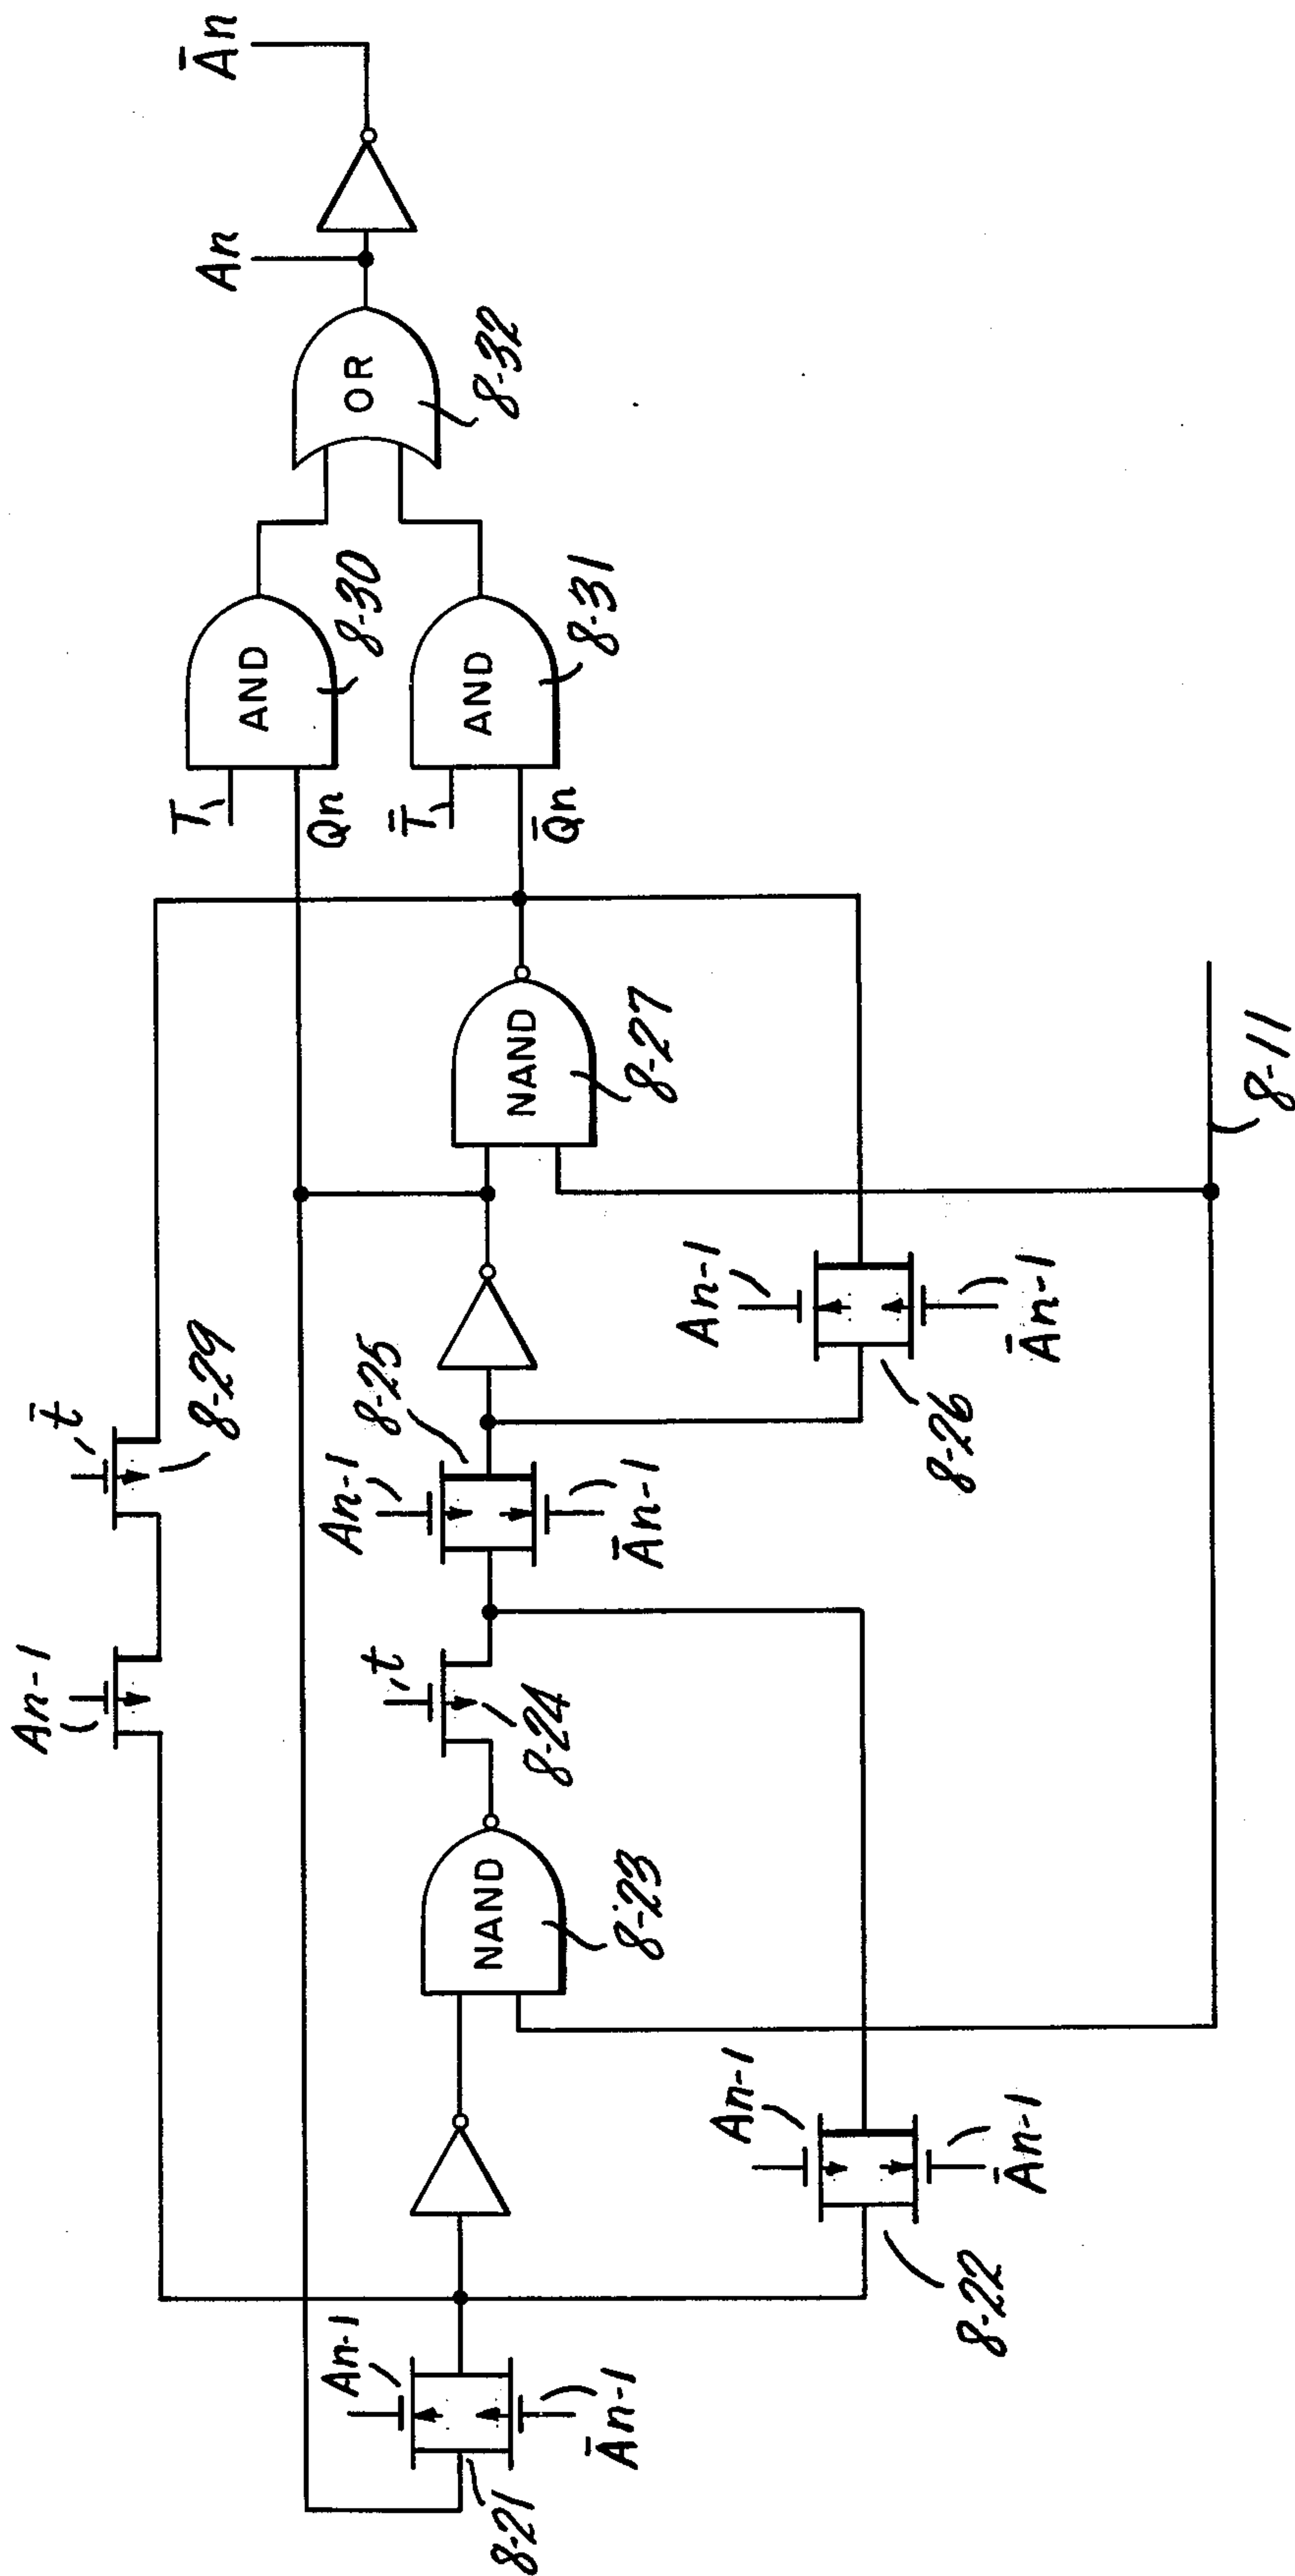 Ān
An
OR
8-32
AND
8-30
AND
8-31
T
Qn
T̄
Q̄n
NAND
8-27
8-11
t̄
8-29
An-1
8-25
An-1
Ān-1
An-1
Ān-1
8-26
t
8-24
NAND
8-23
An-1
Ān-1
8-22
An-1
Ān-1
8-21